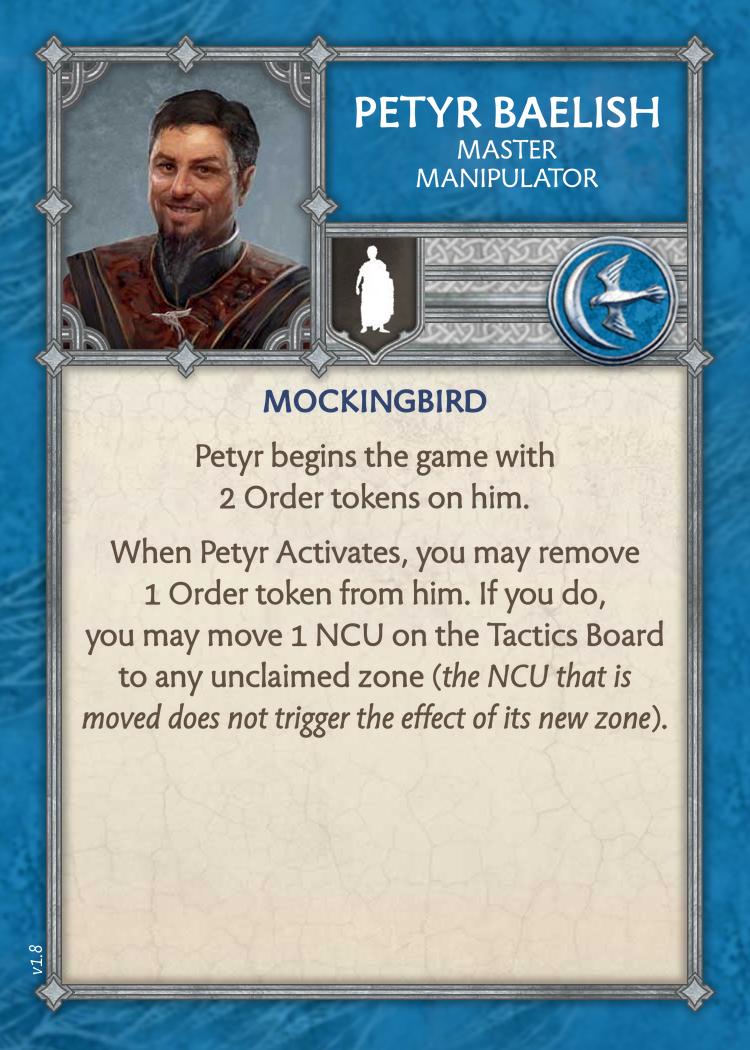 PETYR BAELISH
MASTER
MANIPULATOR
MOCKINGBIRD
Petyr begins the game with
2 Order tokens on him.
When Petyr Activates, you may remove
1 Order token from him. If you do,
you may move 1 NCU on the Tactics Board
to any unclaimed zone (the NCU that is
moved does not trigger the effect of its new zone).
v1.8